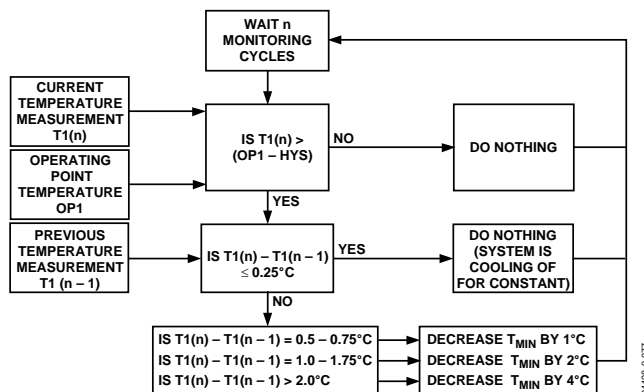 WAIT n
MONITORING
CYCLES
CURRENT
TEMPERATURE
MEASUREMENT
T1(n)
IS T1(n) >
(OP1 – HYS)
NO
DO NOTHING
OPERATING
POINT
TEMPERATURE
OP1
YES
PREVIOUS
TEMPERATURE
MEASUREMENT
T1 (n – 1)
IS T1(n) – T1(n – 1)
≤ 0.25°C
YES
DO NOTHING
(SYSTEM IS
COOLING OF
FOR CONSTANT)
NO
IS T1(n) – T1(n – 1) = 0.5 – 0.75°C
IS T1(n) – T1(n – 1) = 1.0 – 1.75°C
IS T1(n) – T1(n – 1) > 2.0°C
DECREASE TMIN BY 1°C
DECREASE TMIN BY 2°C
DECREASE TMIN BY 4°C